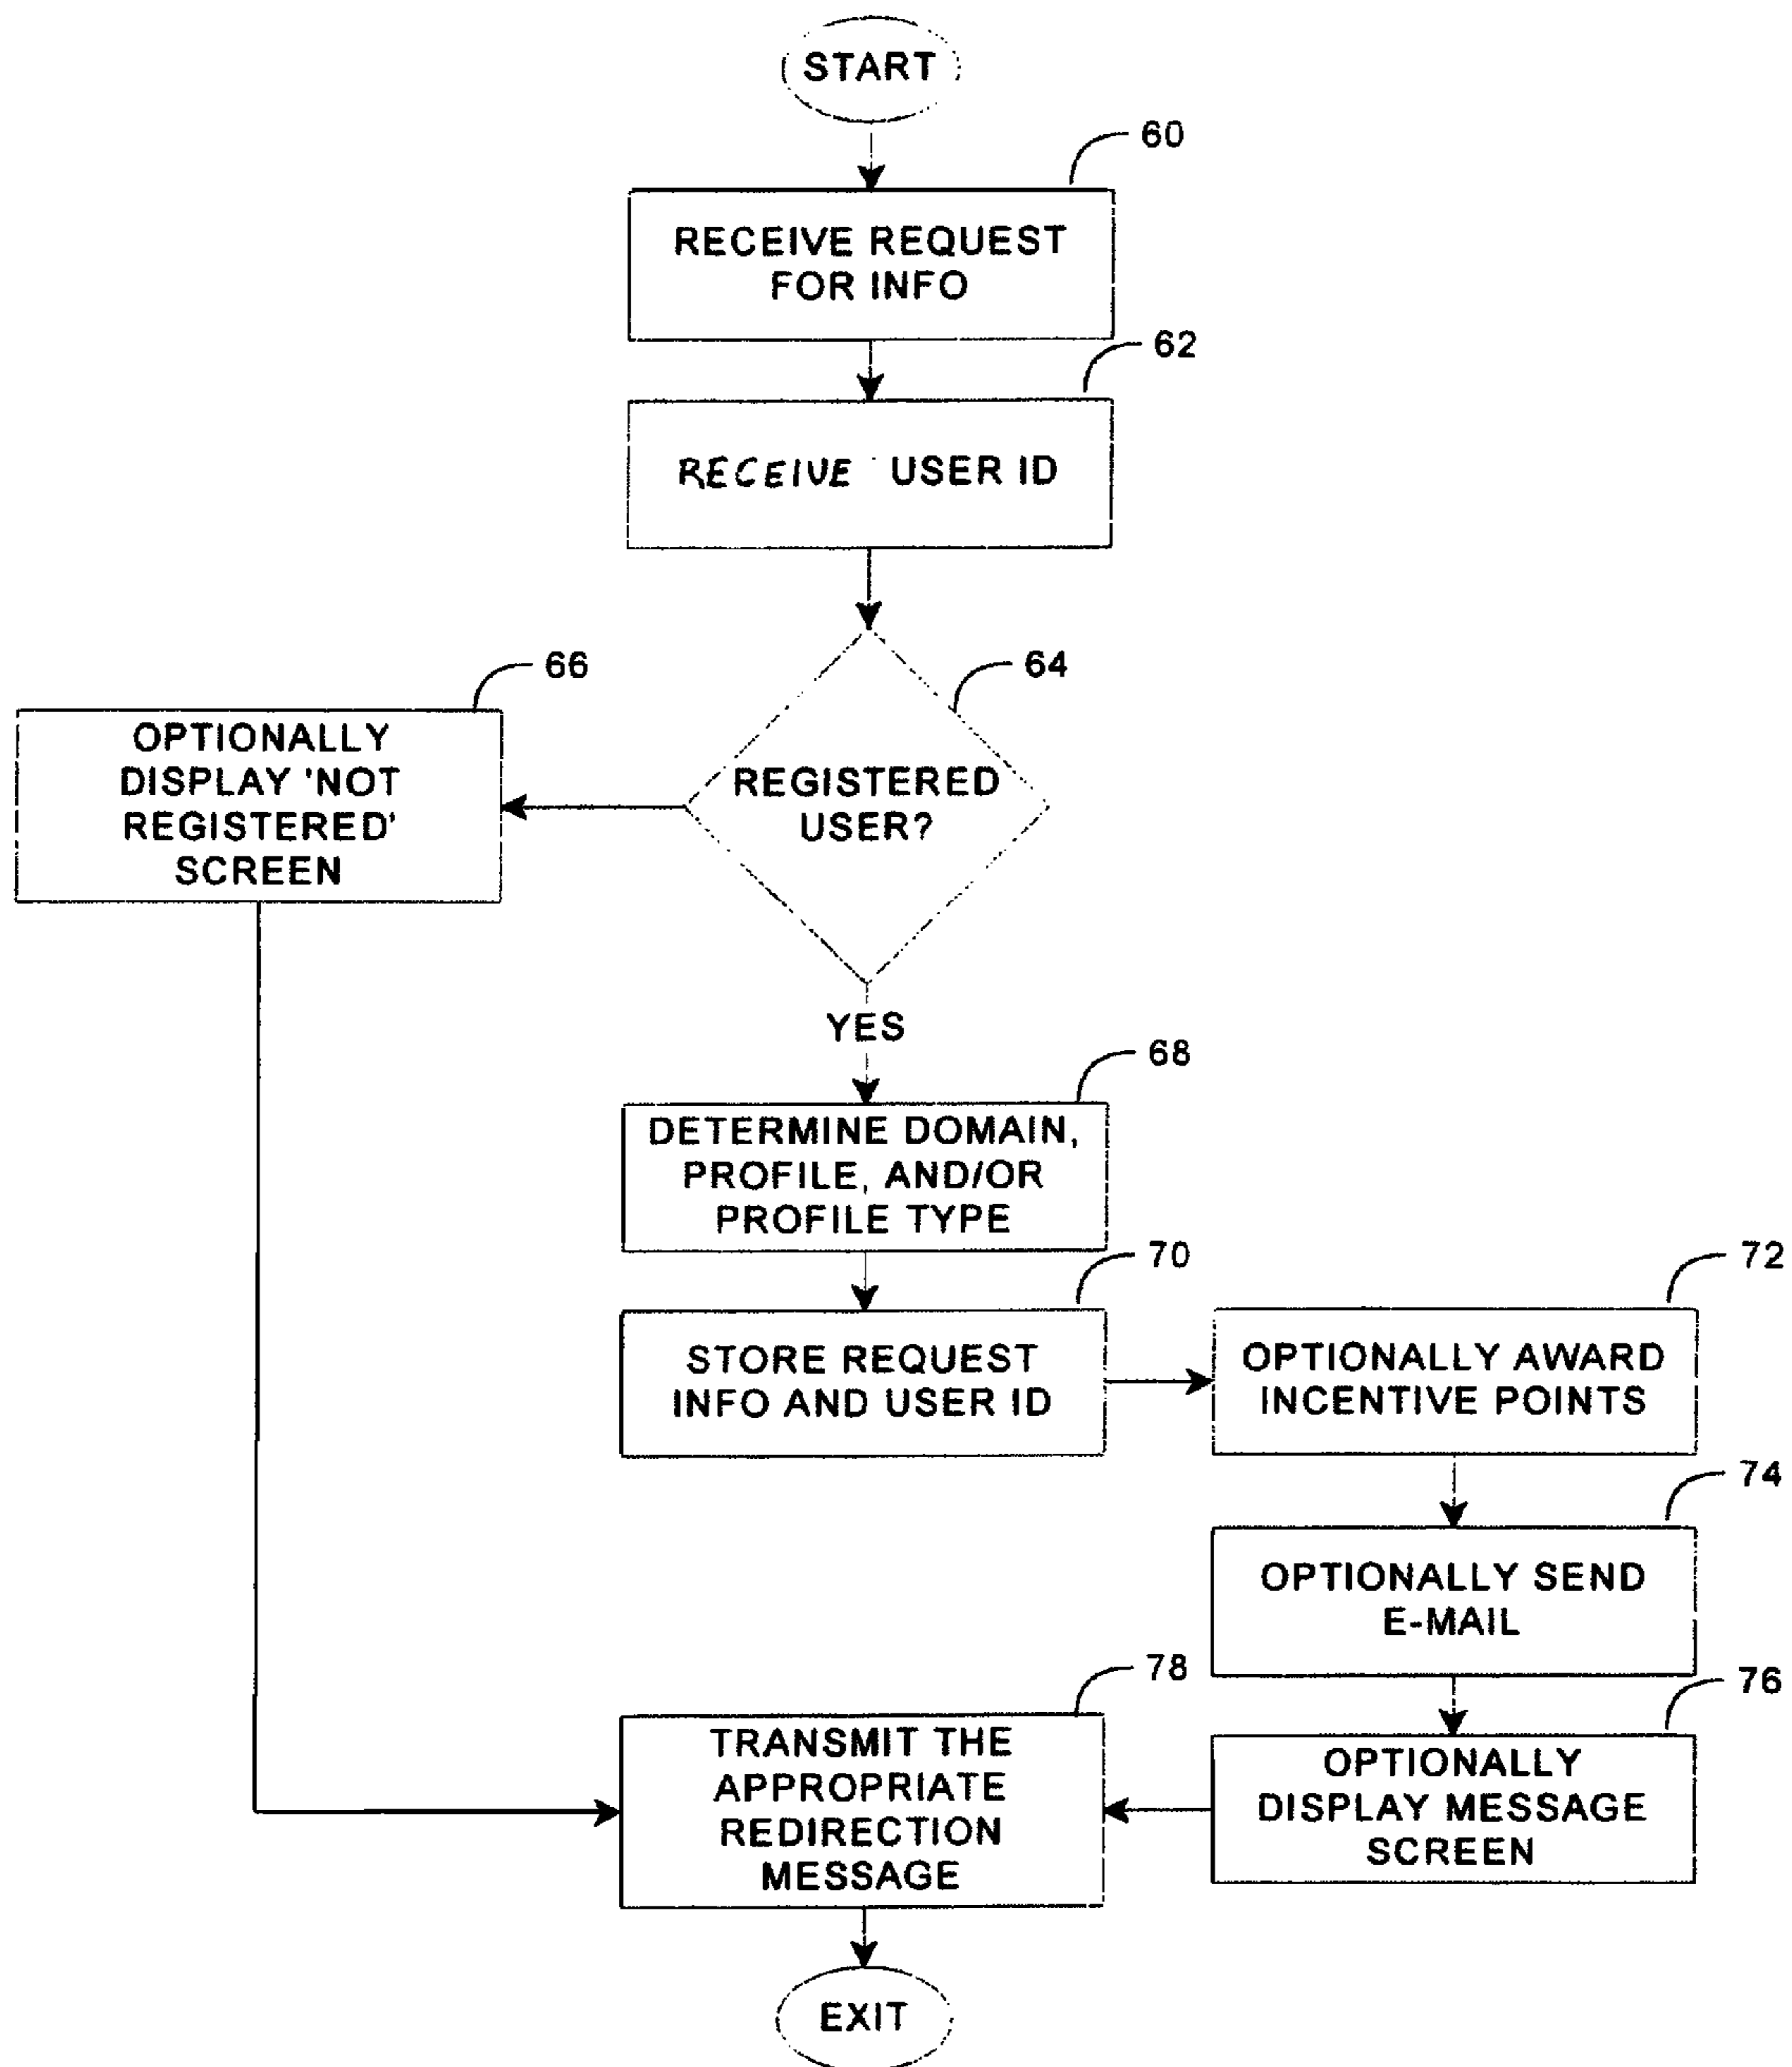 START
60
RECEIVE REQUEST
FOR INFO
62
RECEIVE USER ID
64
REGISTERED
USER?
66
OPTIONALLY
DISPLAY 'NOT
REGISTERED'
SCREEN
YES
68
DETERMINE DOMAIN,
PROFILE, AND/OR
PROFILE TYPE
70
STORE REQUEST
INFO AND USER ID
72
OPTIONALLY AWARD
INCENTIVE POINTS
74
OPTIONALLY SEND
E-MAIL
76
OPTIONALLY
DISPLAY MESSAGE
SCREEN
78
TRANSMIT THE
APPROPRIATE
REDIRECTION
MESSAGE
EXIT